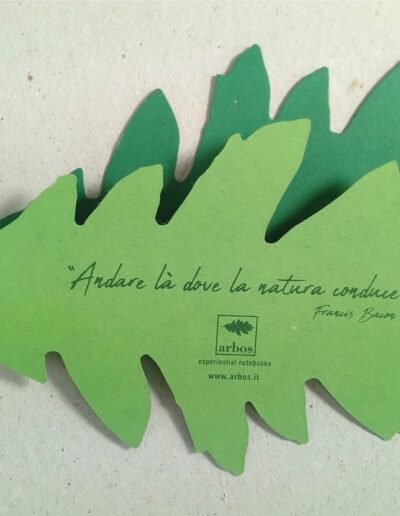 "Andare là dove la natura conduce
Francis Bacon
arbos
experiential notebooks
www.arbos.it